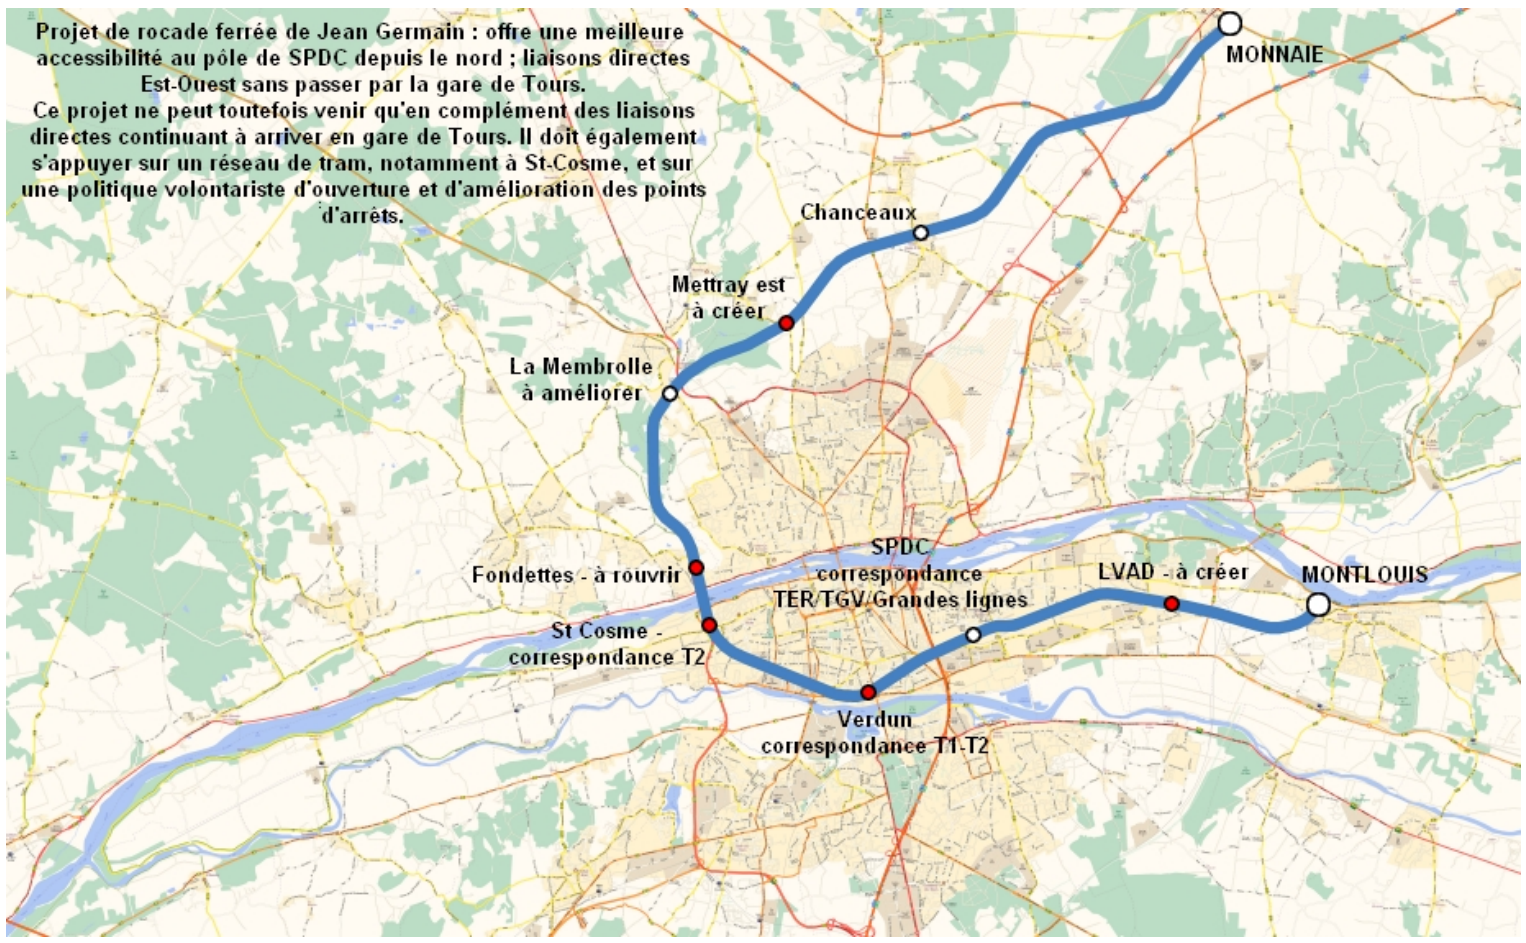 Projet de rocade ferrée de Jean Germain : offre une meilleure
accessibilité au pôle de SPDC depuis le nord ; liaisons directes
Est-Ouest sans passer par la gare de Tours.
Ce projet ne peut toutefois venir qu'en complément des liaisons
directes continuant à arriver en gare de Tours. Il doit également
s'appuyer sur un réseau de tram, notamment à St-Cosme, et sur
une politique volontariste d'ouverture et d'amélioration des points
d'arrêts.
MONNAIE
Chanceaux
Mettray est
à créer
La Membrolle
à améliorer
Fondettes - à rouvrir
St Cosme -
correspondance T2
SPDC
correspondance
TER/TGV/Grandes lignes
LVAD - à créer
MONTLOUIS
Verdun
correspondance T1-T2